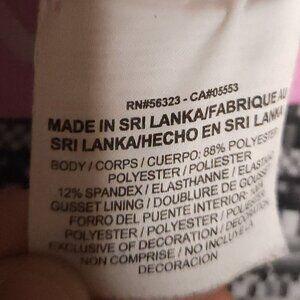 RN#56323 - CA#05553
MADE IN SRI LANKA/FABRIQUE AU
SRI LANKA/HECHO EN SRI LANKA
BODY / CORPS / CUERPO: 88% POLYESTER
POLYESTER / POLIESTER
12% SPANDEX / ELASTHANNE / ELASTAN
GUSSET LINING / DOUBLURE DE GOUSSET
FORRO DEL PUENTE INTERIOR:
POLYESTER / POLYESTER / POLIESTER
EXCLUSIVE OF DECORATION / DECORATION
NON COMPRISE / NO INCLUYE LA
DECORACIÓN